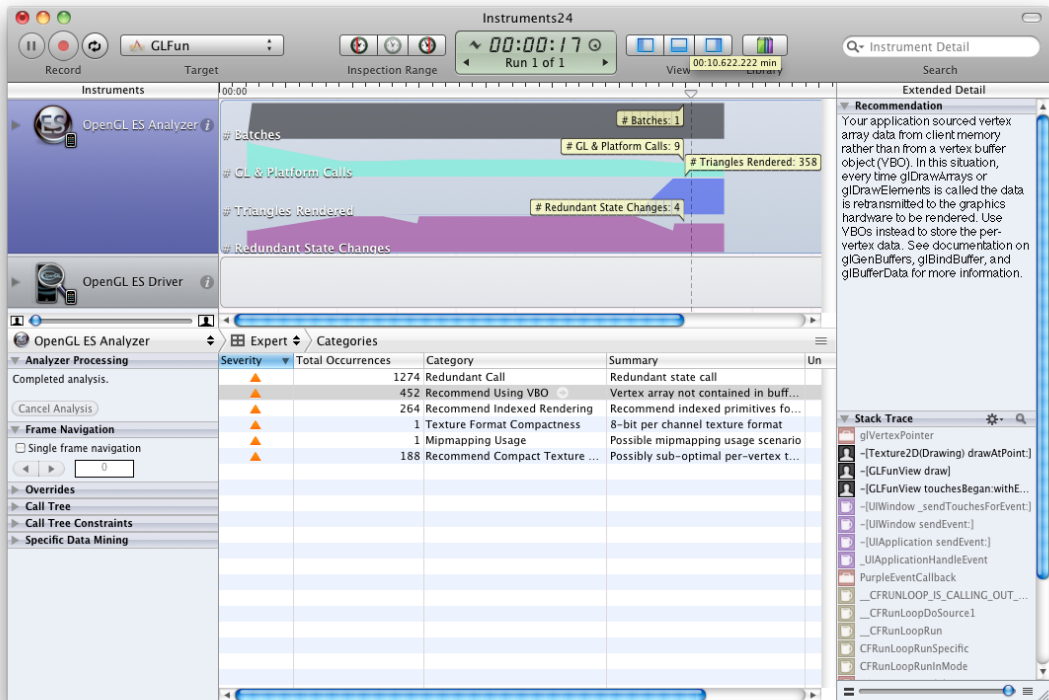 Instruments24
GLFun
00:00:17
Run 1 of 1
00:10.622.222 min
Instrument Detail
Record
Target
Inspection Range
View
Library
Search
Instruments
00:00
Extended Detail
OpenGL ES Analyzer
# Batches
# GL & Platform Calls
# Triangles Rendered
# Redundant State Changes
# Batches: 1
# GL & Platform Calls: 9
# Triangles Rendered: 358
# Redundant State Changes: 4
OpenGL ES Driver
Recommendation
Your application sourced vertex
array data from client memory
rather than from a vertex buffer
object (VBO). In this situation,
every time glDrawArrays or
glDrawElements is called the data
is retransmitted to the graphics
hardware to be rendered. Use
VBOs instead to store the per-
vertex data. See documentation on
glGenBuffers, glBindBuffer, and
glBufferData for more information.
OpenGL ES Analyzer
Expert
Categories
Analyzer Processing
Completed analysis.
Cancel Analysis
Frame Navigation
Single frame navigation
0
Overrides
Call Tree
Call Tree Constraints
Specific Data Mining
Severity Total Occurrences Category Summary Un
1274 Redundant Call Redundant state call
452 Recommend Using VBO Vertex array not contained in buff...
264 Recommend Indexed Rendering Recommend indexed primitives fo...
1 Texture Format Compactness 8-bit per channel texture format
1 Mipmapping Usage Possible mipmapping usage scenario
188 Recommend Compact Texture ... Possibly sub-optimal per-vertex t...
Stack Trace
glVertexPointer
-[Texture2D(Drawing) drawAtPoint:]
-[GLFunView draw]
-[GLFunView touchesBegan:withE...
-[UIWindow _sendTouchesForEvent:]
-[UIWindow sendEvent:]
-[UIApplication sendEvent:]
_UIApplicationHandleEvent
PurpleEventCallback
__CFRUNLOOP_IS_CALLING_OUT_...
__CFRunLoopDoSource1
__CFRunLoopRun
CFRunLoopRunSpecific
CFRunLoopRunInMode